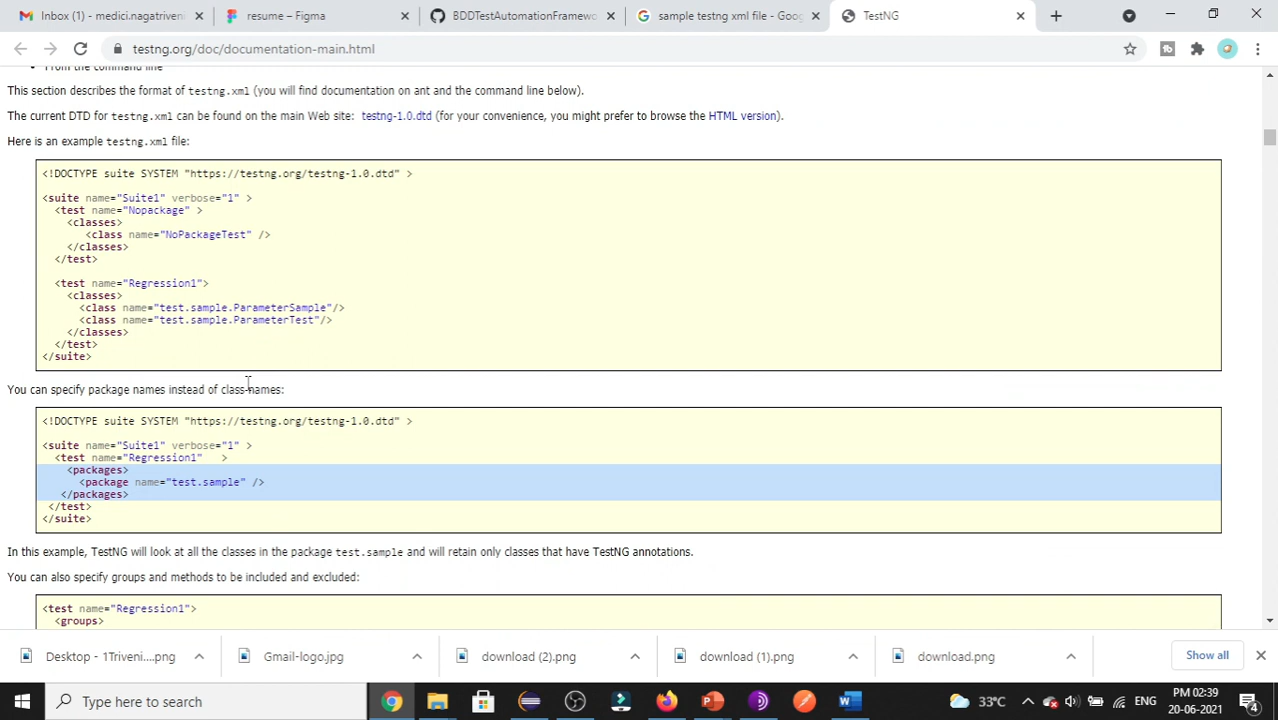 Inbox (1) - medici.nagatriveni
resume – Figma
BDDTestAutomationFramewo
sample testng xml file - Goog
TestNG
testng.org/doc/documentation-main.html
From the command line
This section describes the format of testng.xml (you will find documentation on ant and the command line below).
The current DTD for testng.xml can be found on the main Web site: testng-1.0.dtd (for your convenience, you might prefer to browse the HTML version).
Here is an example testng.xml file:
<!DOCTYPE suite SYSTEM "https://testng.org/testng-1.0.dtd" >
<suite name="Suite1" verbose="1" >
<test name="Nopackage" >
<classes>
<class name="NoPackageTest" />
</classes>
</test>
<test name="Regression1">
<classes>
<class name="test.sample.ParameterSample"/>
<class name="test.sample.ParameterTest"/>
</classes>
</test>
</suite>
You can specify package names instead of class names:
<!DOCTYPE suite SYSTEM "https://testng.org/testng-1.0.dtd" >
<suite name="Suite1" verbose="1" >
<test name="Regression1" >
<packages>
<package name="test.sample" />
</packages>
</test>
</suite>
In this example, TestNG will look at all the classes in the package test.sample and will retain only classes that have TestNG annotations.
You can also specify groups and methods to be included and excluded:
<test name="Regression1">
<groups>
Desktop - 1Triveni....png
Gmail-logo.jpg
download (2).png
download (1).png
download.png
Show all
Type here to search
33°C
ENG
PM 02:39
20-06-2021
4